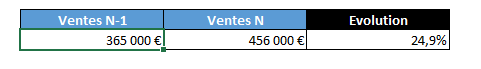 Ventes N-1 Ventes N Evolution
365 000 € 456 000 € 24,9%